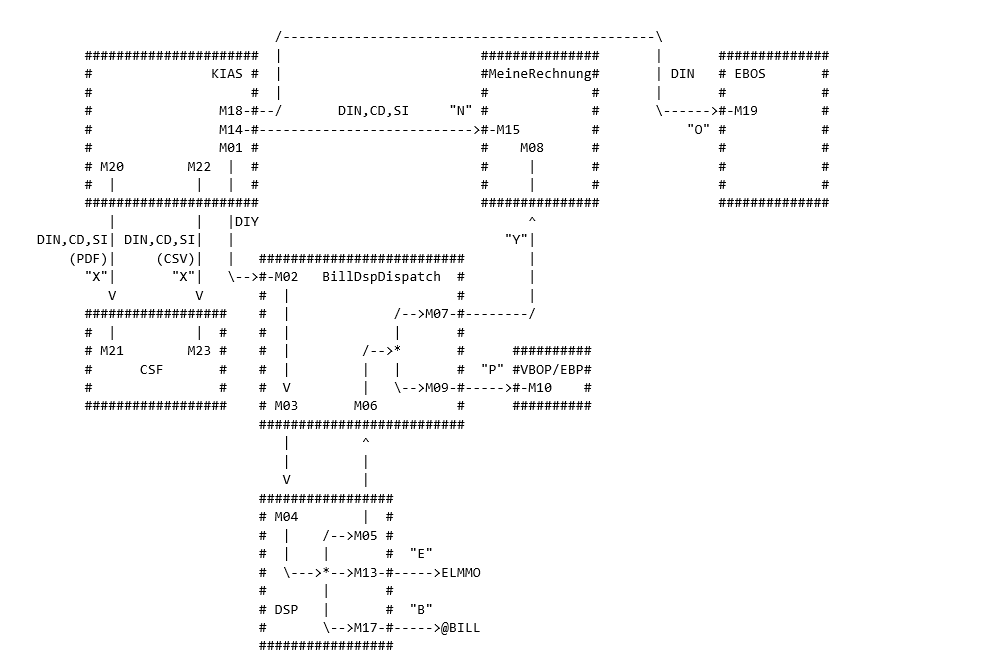 /-----------------------------------------------\
       ######################  |                         ###############       |       ##############
       #               KIAS #  |                         #MeineRechnung#       | DIN   # EBOS       #
       #                    #  |                         #             #       |       #            #
       #                M18-#--/       DIN,CD,SI     "N" #             #       \------>#-M19        #
       #                M14-#--------------------------->#-M15         #           "O" #            #
       #                M01 #                            #    M08      #               #            #
       # M20        M22  |  #                            #     |       #               #            #
       #  |          |   |  #                            #     |       #               #            #
       ######################                            ###############               ##############
          |          |   |DIY                                  ^
 DIN,CD,SI| DIN,CD,SI|   |                                  "Y"|
     (PDF)|     (CSV)|   |   ##########################        |
       "X"|       "X"|   \-->#-M02   BillDspDispatch  #        |
          V          V       #  |                     #        |
       ##################    #  |             /-->M07-#--------/
       #  |          |  #    #  |             |       #
       # M21        M23 #    #  |         /-->*       #      ##########
       #      CSF       #    #  |         |   |       #  "P" #VBOP/EBP#
       #                #    #  V         |   \-->M09-#----->#-M10    #
       ##################    # M03       M06          #      ##########
                             ##########################
                                |         ^
                                |         |
                                V         |
                             #################
                             # M04        |  #
                             #  |    /-->M05 #
                             #  |    |       #  "E"
                             #  \--->*-->M13-#----->ELMMO
                             #       |       #
                             # DSP   |       #  "B"
                             #       \-->M17-#----->@BILL
                             #################